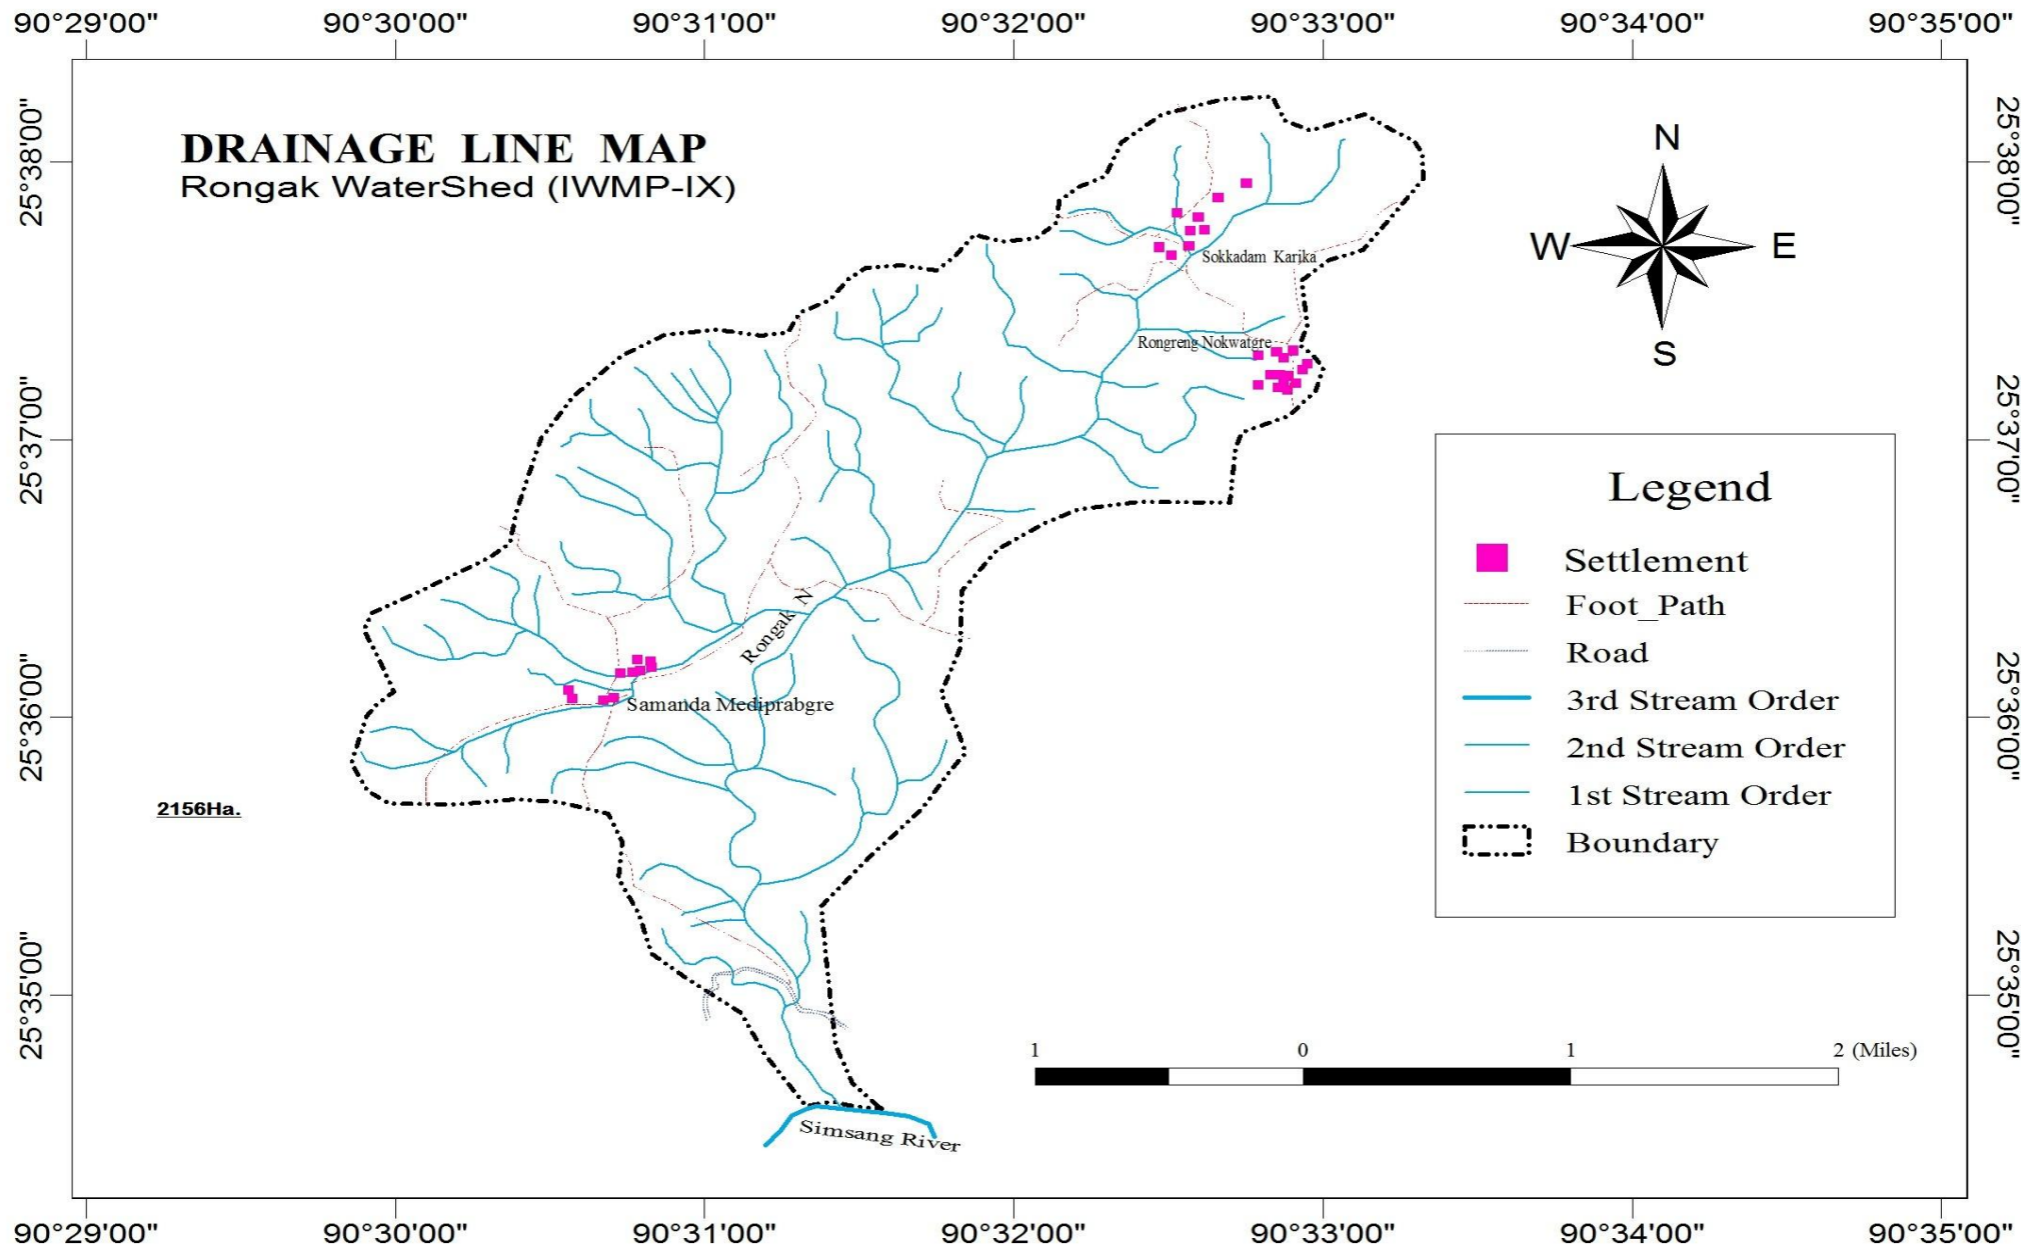 90°29'00" 90°30'00" 90°31'00" 90°32'00" 90°33'00" 90°34'00" 90°35'00"
DRAINAGE LINE MAP
Rongak WaterShed (IWMP-IX)
25°38'00"
25°37'00"
25°36'00"
25°35'00"
25°38'00"
25°37'00"
25°36'00"
25°35'00"
N
W
E
S
Sokkadam Karika
Rongreng Nokwatgre
Rongak N
Samanda Mediprabgre
2156Ha.
Simsang River
Legend
Settlement
Foot_Path
Road
3rd Stream Order
2nd Stream Order
1st Stream Order
Boundary
1 0 1 2 (Miles)
90°29'00" 90°30'00" 90°31'00" 90°32'00" 90°33'00" 90°34'00" 90°35'00"